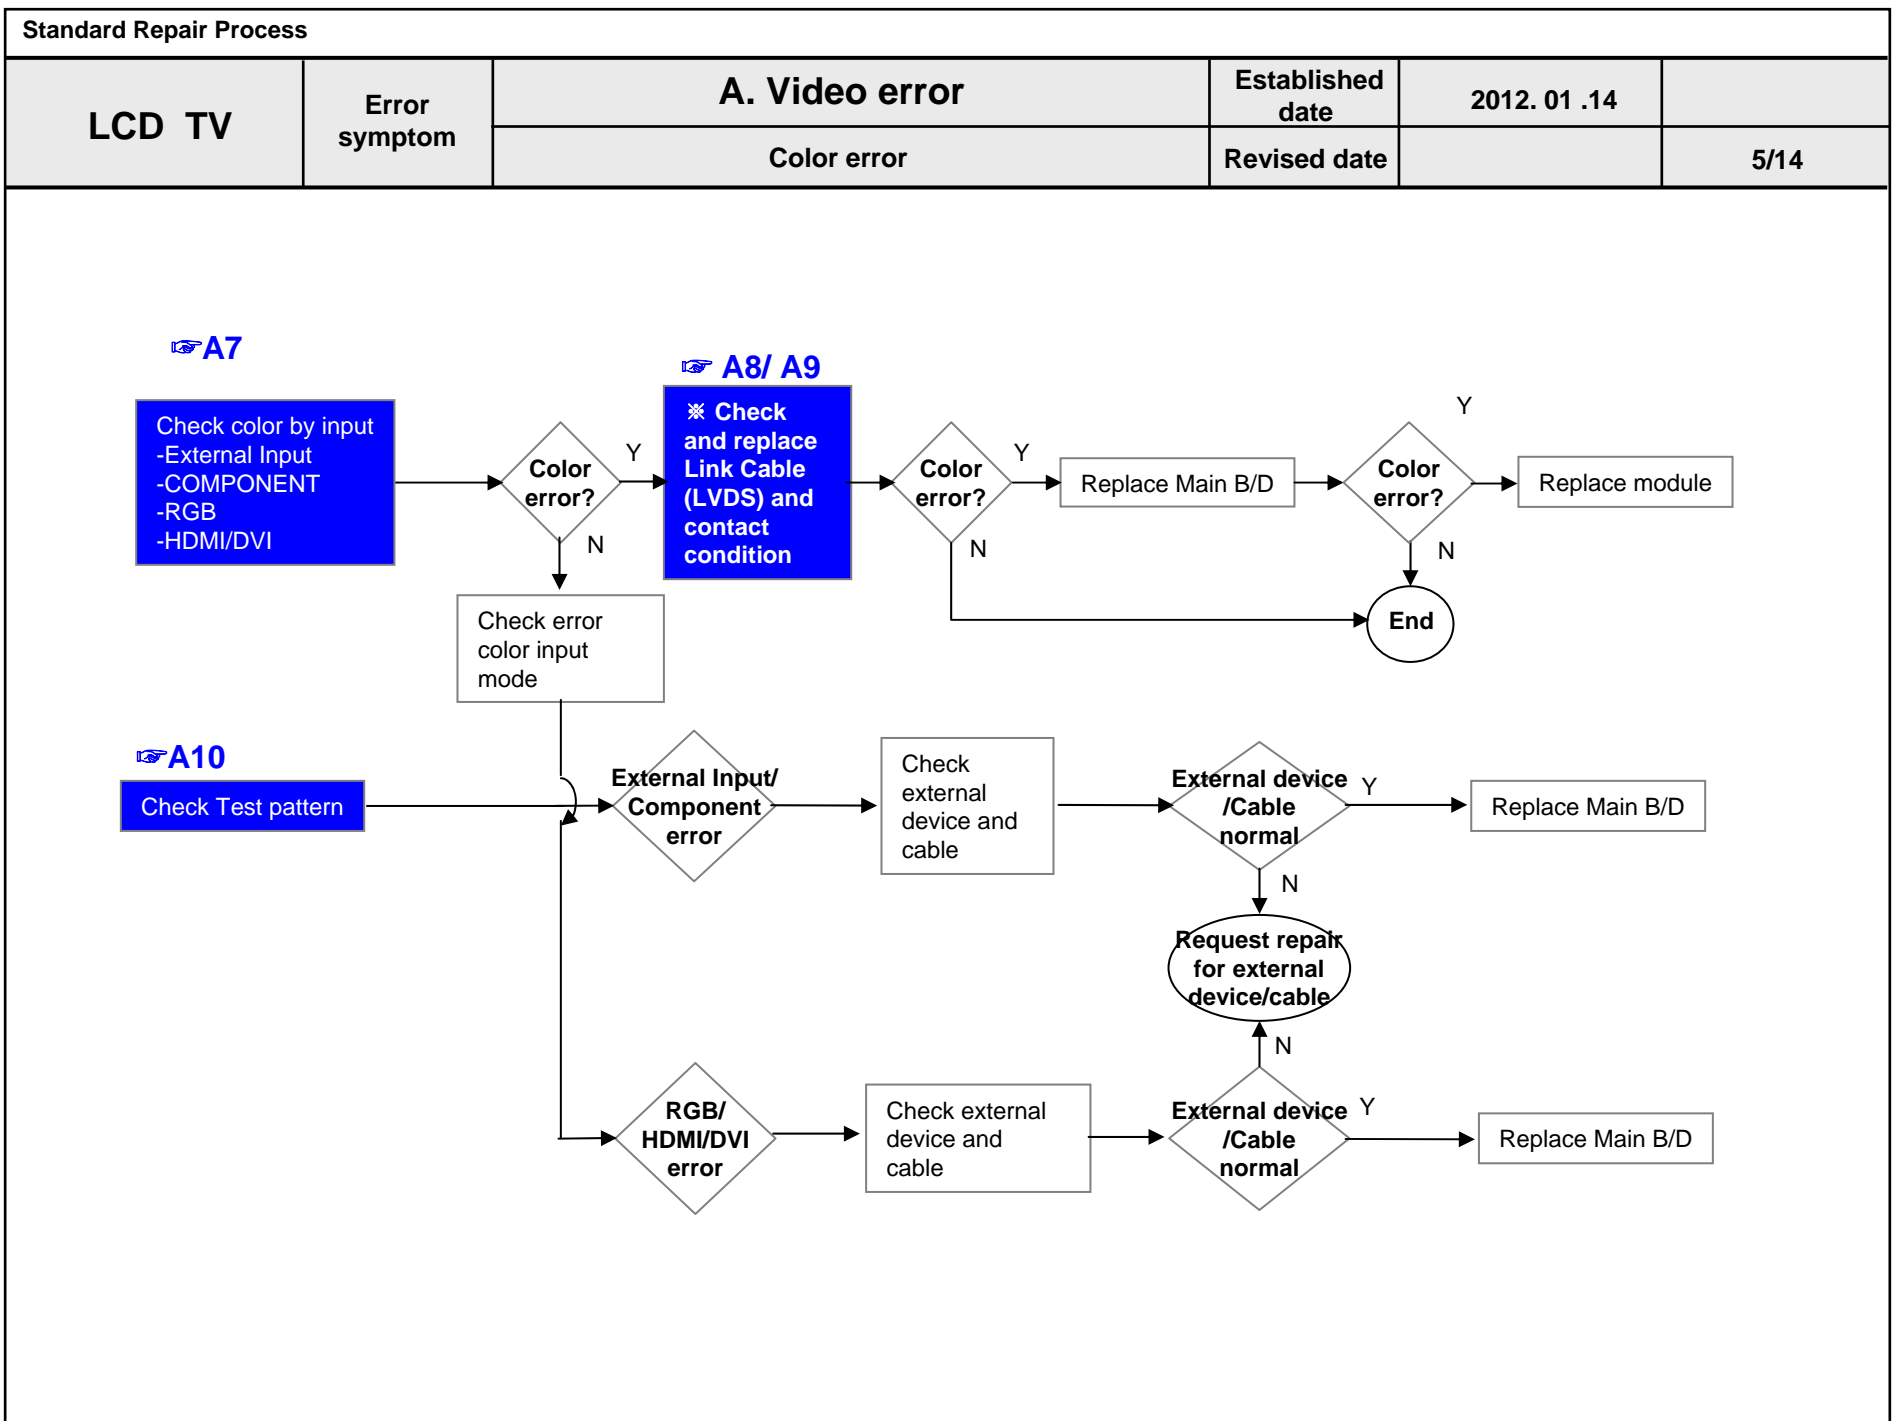 Standard Repair Process
LCD TV
Error
symptom
A. Video error
Color error
Established
date
2012. 01 .14
Revised date
5/14
☞A7
Check color by input
-External Input
-COMPONENT
-RGB
-HDMI/DVI
Color
error?
Y
N
☞ A8/ A9
※ Check
and replace
Link Cable
(LVDS) and
contact
condition
Color
error?
Y
N
Replace Main B/D
Color
error?
Y
N
Replace module
End
Check error
color input
mode
☞A10
Check Test pattern
External Input/
Component
error
Check
external
device and
cable
External device
/Cable
normal
Y
N
Replace Main B/D
Request repair
for external
device/cable
N
RGB/
HDMI/DVI
error
Check external
device and
cable
External device
/Cable
normal
Y
Replace Main B/D